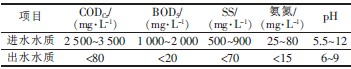 项目 COD_Cr/(mg·L⁻¹) BOD₅/(mg·L⁻¹) SS/(mg·L⁻¹) 氨氮/(mg·L⁻¹) pH
进水水质 2 500~3 500 1 000~2 000 500~900 25~80 5.5~12
出水水质 <80 <20 <70 <15 6~9